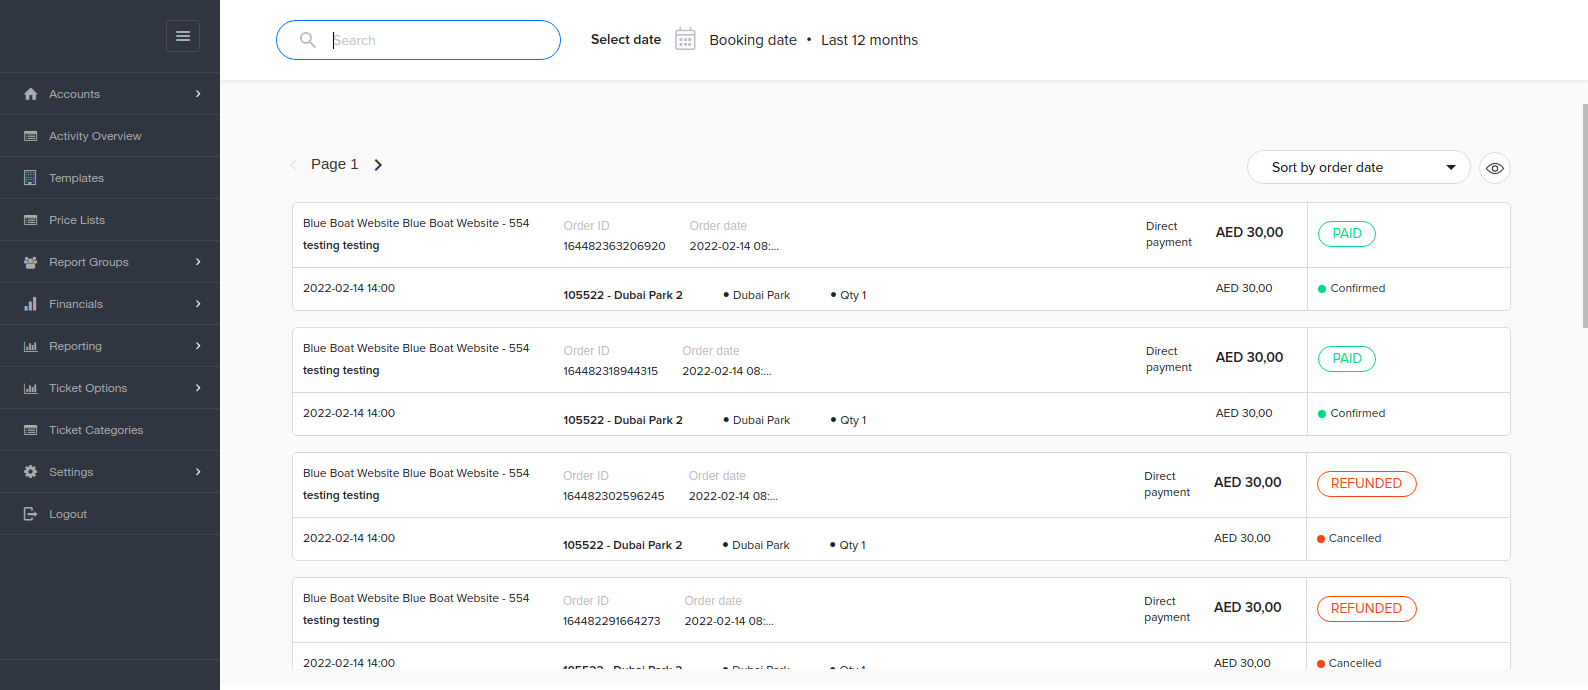 Search
Select date Booking date • Last 12 months
Accounts
Activity Overview
Templates
Price Lists
Report Groups
Financials
Reporting
Ticket Options
Ticket Categories
Settings
Logout
Page 1
Sort by order date
Blue Boat Website Blue Boat Website - 554
testing testing
Order ID
164482363206920
Order date
2022-02-14 08:...
Direct
payment
AED 30,00
PAID
2022-02-14 14:00
105522 - Dubai Park 2 • Dubai Park • Qty 1
AED 30,00
Confirmed
Blue Boat Website Blue Boat Website - 554
testing testing
Order ID
164482318944315
Order date
2022-02-14 08:...
Direct
payment
AED 30,00
PAID
2022-02-14 14:00
105522 - Dubai Park 2 • Dubai Park • Qty 1
AED 30,00
Confirmed
Blue Boat Website Blue Boat Website - 554
testing testing
Order ID
164482302596245
Order date
2022-02-14 08:...
Direct
payment
AED 30,00
REFUNDED
2022-02-14 14:00
105522 - Dubai Park 2 • Dubai Park • Qty 1
AED 30,00
Cancelled
Blue Boat Website Blue Boat Website - 554
testing testing
Order ID
164482291664273
Order date
2022-02-14 08:...
Direct
payment
AED 30,00
REFUNDED
2022-02-14 14:00
105522 - Dubai Park 2 • Dubai Park • Qty 1
AED 30,00
Cancelled